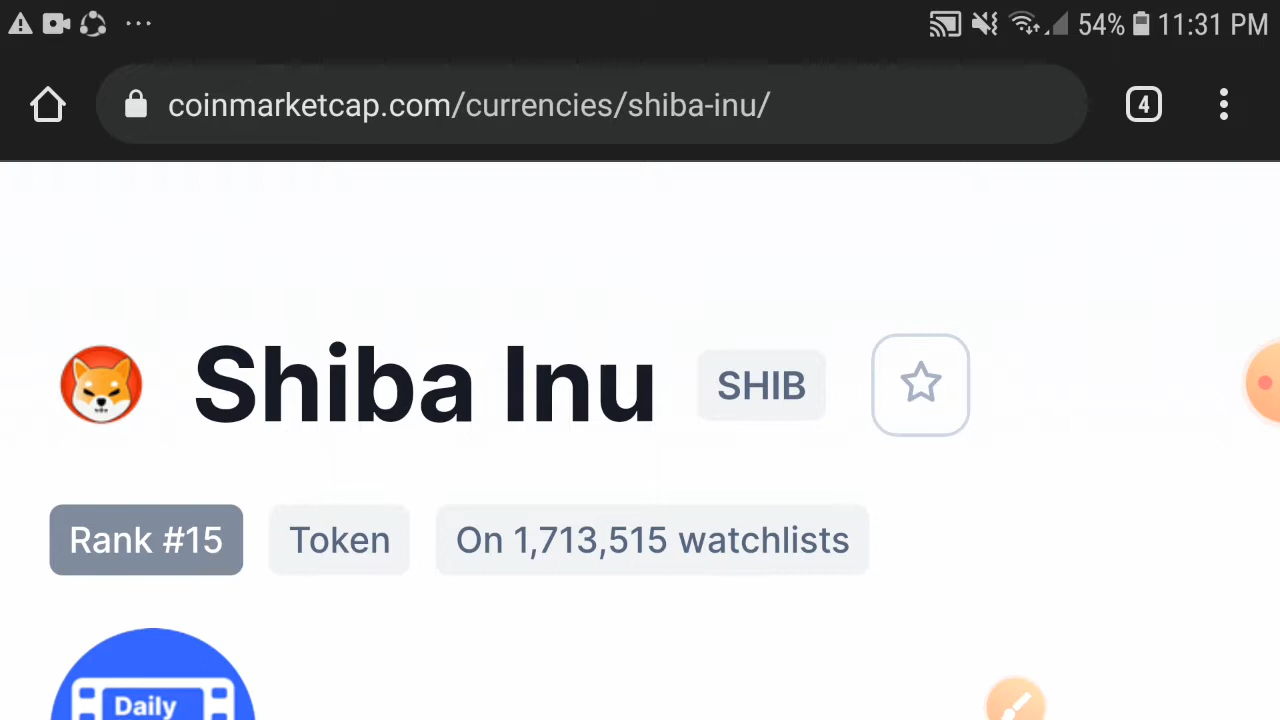 54% 11:31 PM
coinmarketcap.com/currencies/shiba-inu/ 4
Shiba Inu SHIB
Rank #15 Token On 1,713,515 watchlists
Daily